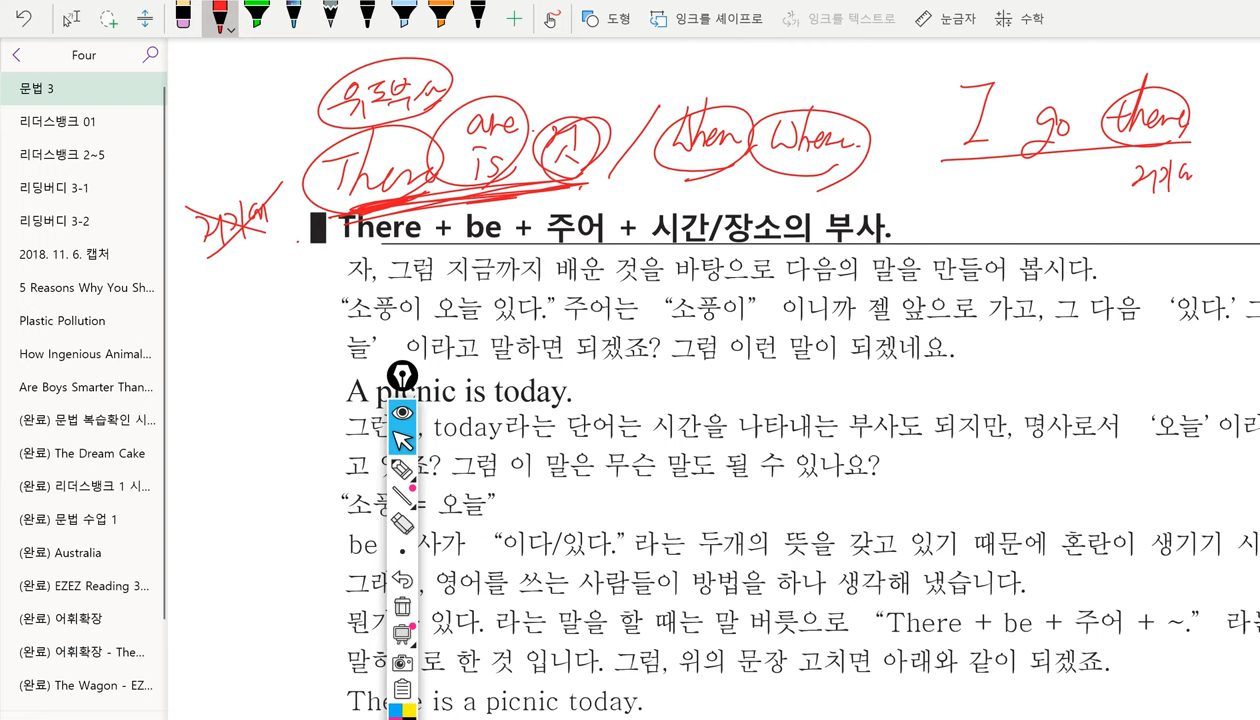 도형
잉크를 셰이프로
잉크를 텍스트로
눈금자
수학
Four
문법 3
리더스뱅크 01
리더스뱅크 2~5
리딩버디 3-1
리딩버디 3-2
2018. 11. 6. 캡처
5 Reasons Why You Sh...
Plastic Pollution
How Ingenious Animal...
Are Boys Smarter Than...
(완료) 문법 복습확인 시...
(완료) The Dream Cake
(완료) 리더스뱅크 1 시...
(완료) 문법 수업 1
(완료) Australia
(완료) EZEZ Reading 3...
(완료) 어휘확장
(완료) 어휘확장 - The...
(완료) The Wagon - EZ...
유도부사
There are is / When Where.
I go there
거기에
거기에
There + be + 주어 + 시간/장소의 부사.
자, 그럼 지금까지 배운 것을 바탕으로 다음의 말을 만들어 봅시다.
“소풍이 오늘 있다.” 주어는 “소풍이” 이니까 젤 앞으로 가고, 그 다음 ‘있다.’
늘’ 이라고 말하면 되겠죠? 그럼 이런 말이 되겠네요.
A picnic is today.
today라는 단어는 시간을 나타내는 부사도 되지만, 명사로서 ‘오늘’ 이라
고 죠? 그럼 이 말은 무슨 말도 될 수 있나요?
“소풍 = 오늘”
be 사가 “이다/있다.” 라는 두개의 뜻을 갖고 있기 때문에 혼란이 생기기 시
그래 , 영어를 쓰는 사람들이 방법을 하나 생각해 냈습니다.
뭔가 있다. 라는 말을 할 때는 말 버릇으로 “There + be + 주어 + ~.” 라
말하 로 한 것 입니다. 그럼, 위의 문장 고치면 아래와 같이 되겠죠.
There is a picnic today.